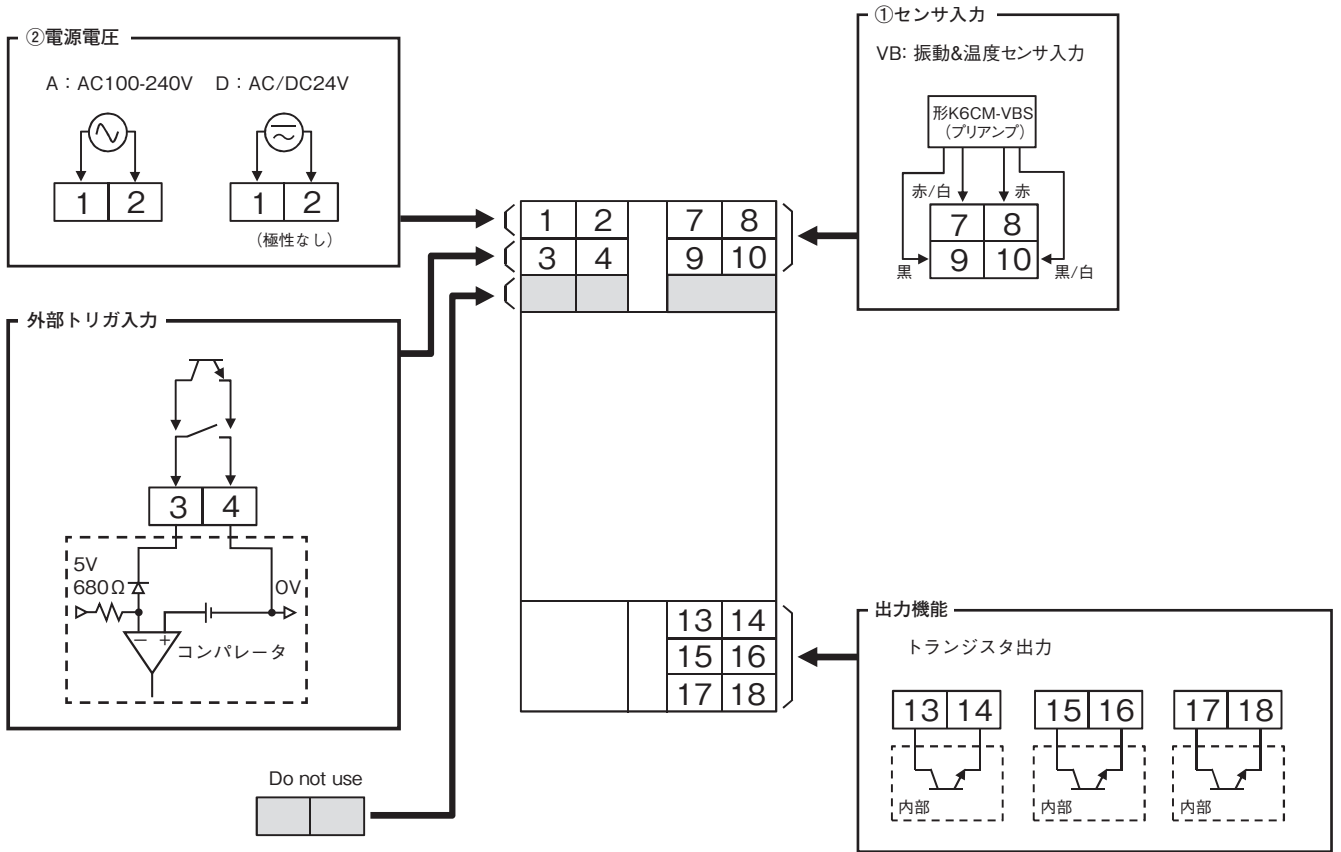 ②電源電圧
A：AC100-240V D：AC/DC24V
1 2
1 2
(極性なし)
外部トリガ入力
3 4
5V
680Ω
0V
- +
コンパレータ
Do not use
1 2 7 8
3 4 9 10
13 14
15 16
17 18
①センサ入力
VB: 振動&温度センサ入力
形K6CM-VBS
(プリアンプ)
赤/白 赤
7 8
9 10
黒 黒/白
出力機能
トランジスタ出力
13 14
内部
15 16
内部
17 18
内部